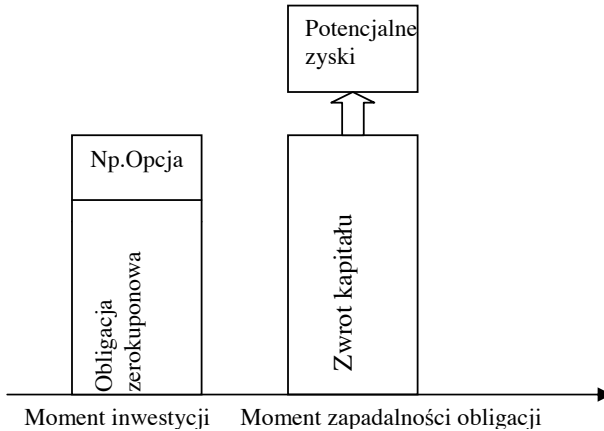 Potencjalne
zyski
Np.Opcja
Obligacja
zerokuponowa
Zwrot kapitału
Moment inwestycji
Moment zapadalności obligacji